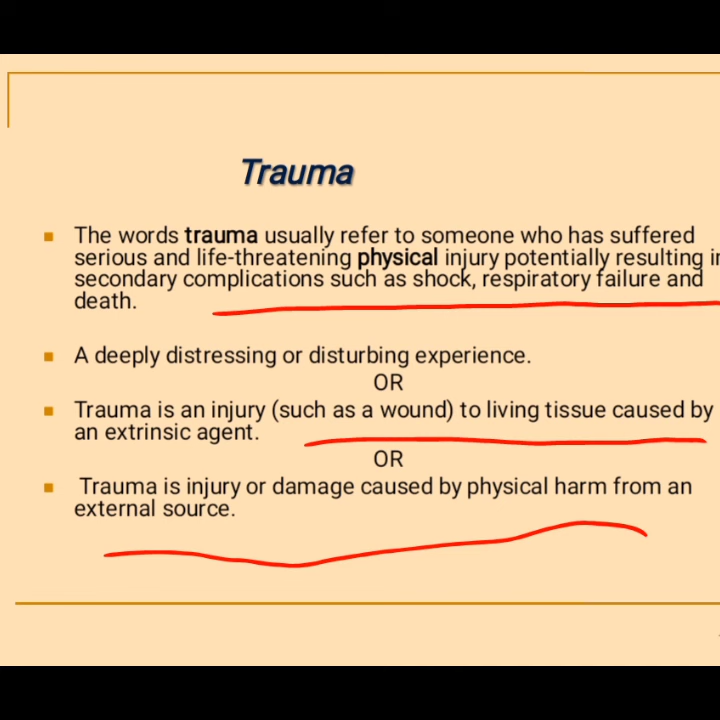 Trauma
The words trauma usually refer to someone who has suffered
serious and life-threatening physical injury potentially resulting in
secondary complications such as shock, respiratory failure and
death.
A deeply distressing or disturbing experience.
OR
Trauma is an injury (such as a wound) to living tissue caused by
an extrinsic agent.
OR
Trauma is injury or damage caused by physical harm from an
external source.